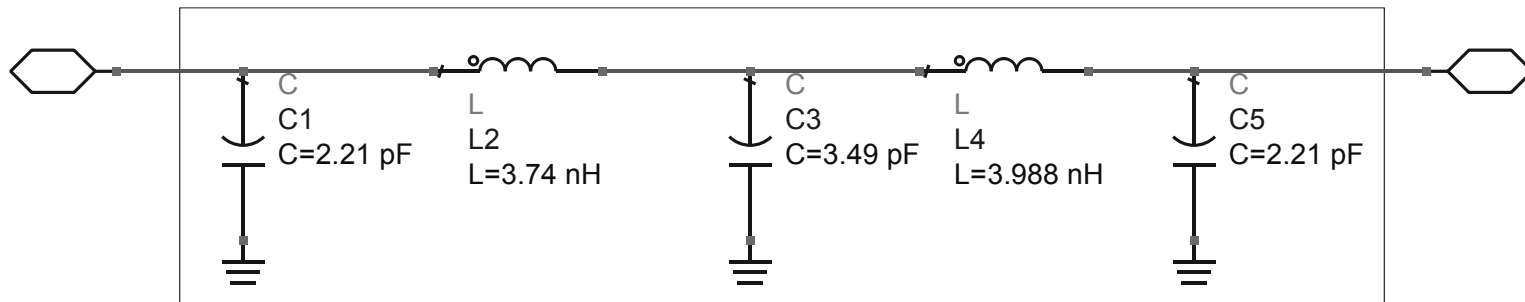 C
C1
C=2.21 pF
L
L2
L=3.74 nH
C
C3
C=3.49 pF
L
L4
L=3.988 nH
C
C5
C=2.21 pF